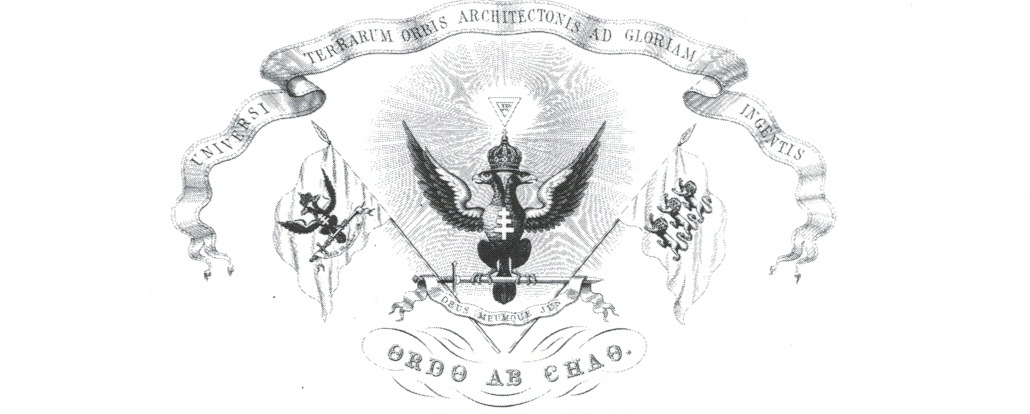 UNIVERSI TERRARUM ORBIS ARCHITECTONIS AD GLORIAM INGENTIS
DEUS MEUMQUE JUS
ORDO AB CHAO.